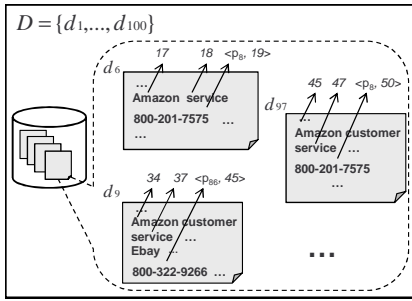 D = {d1,...,d100}
17 18 <p8, 19>
d6
...
Amazon service
800-201-7575 ...
...
45 47 <p8, 50>
d97
...
Amazon customer
service ...
800-201-7575
...
34 37 <p86, 45>
d9
...
Amazon customer
service ...
Ebay ...
800-322-9266 ...
...